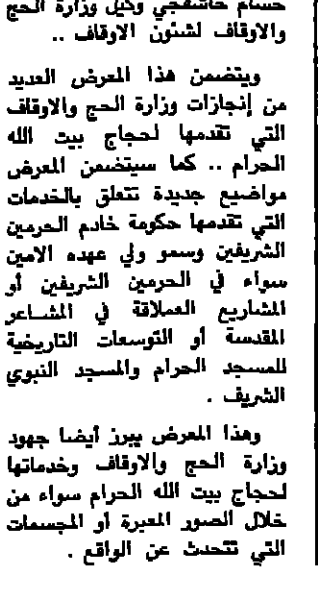 حسام خاشقجي وكيل وزارة الحج
والاوقاف لشئون الاوقاف ..
ويتضمن هذا المعرض العديد
من إنجازات وزارة الحج والاوقاف
التي تقدمها لحجاج بيت الله
الحرام .. كما سيتضمن المعرض
مواضيع جديدة تتعلق بالخدمات
التي تقدمها حكومة خادم الحرمين
الشريفين وسمو ولي عهده الامين
سواء في الحرمين الشريفين أو
المشاريع العملاقة في المشاعر
المقدسة أو التوسعات التاريخية
للمسجد الحرام والمسجد النبوي
الشريف .
وهذا المعرض يبرز أيضا جهود
وزارة الحج والاوقاف وخدماتها
لحجاج بيت الله الحرام سواء من
خلال الصور المعبرة أو المجسمات
التي تتحدث عن الواقع .